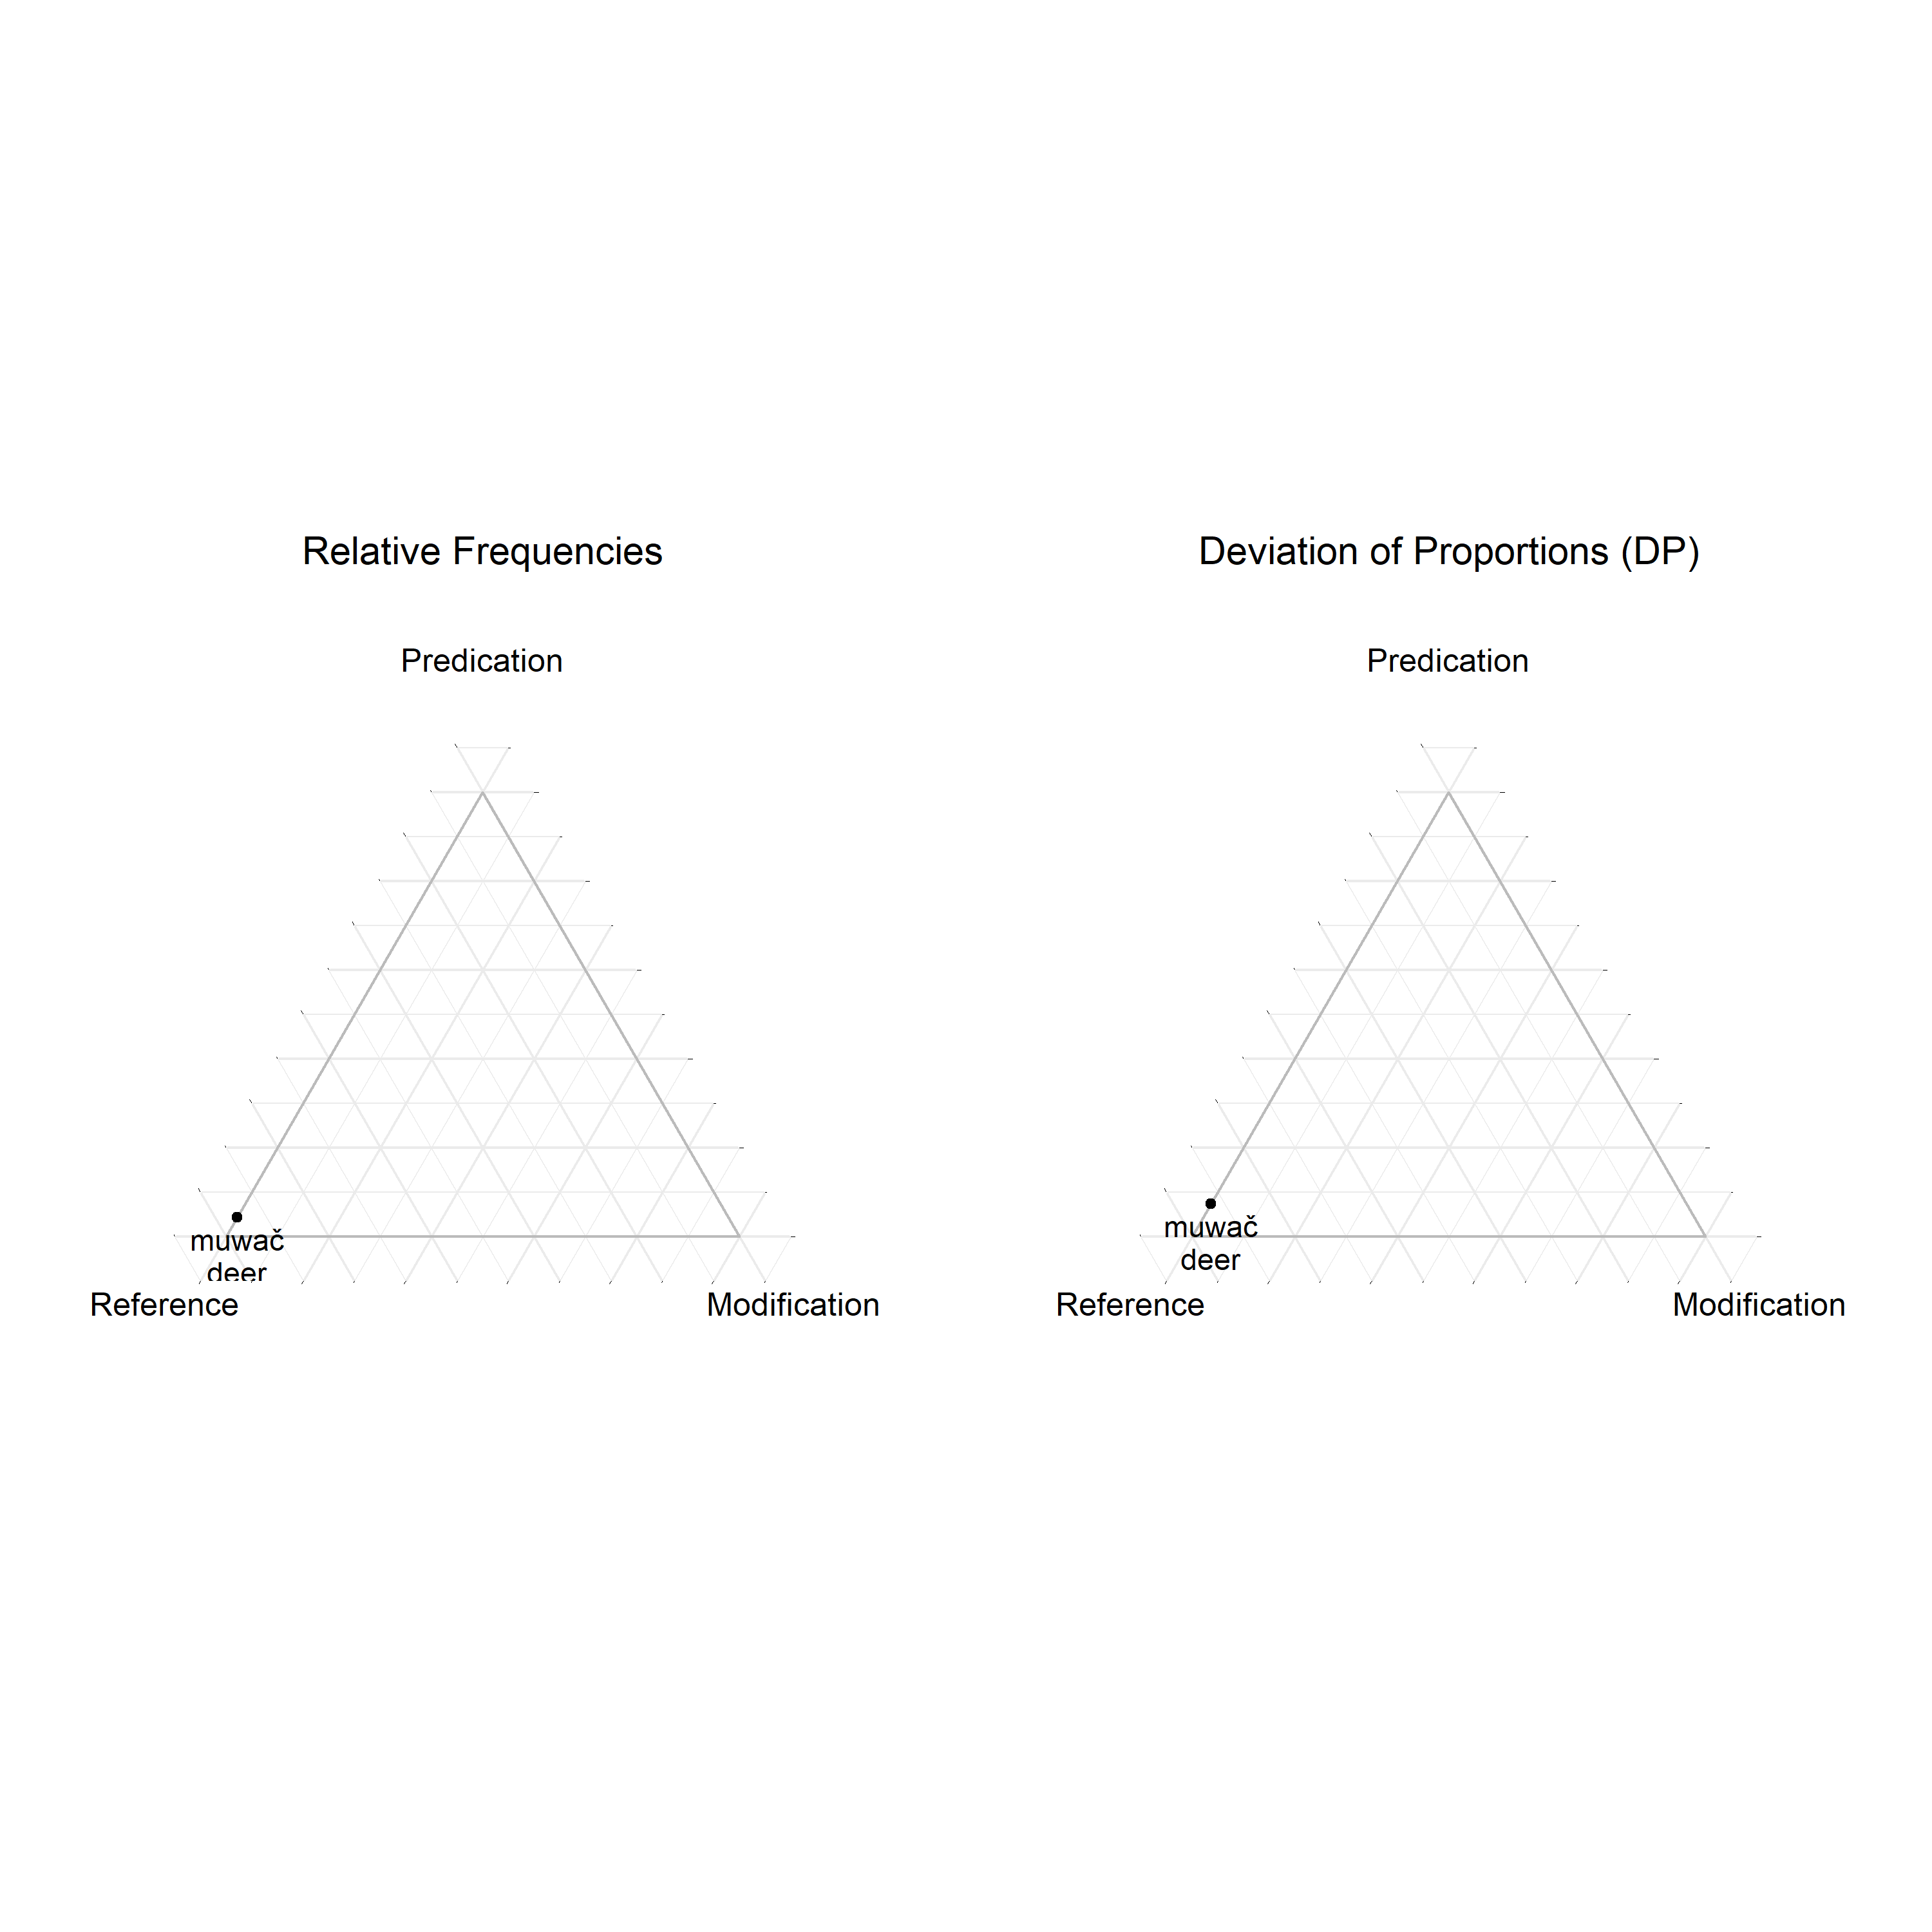 Relative Frequencies
Predication
muwač
deer
Reference
Modification
Deviation of Proportions (DP)
Predication
muwač
deer
Reference
Modification